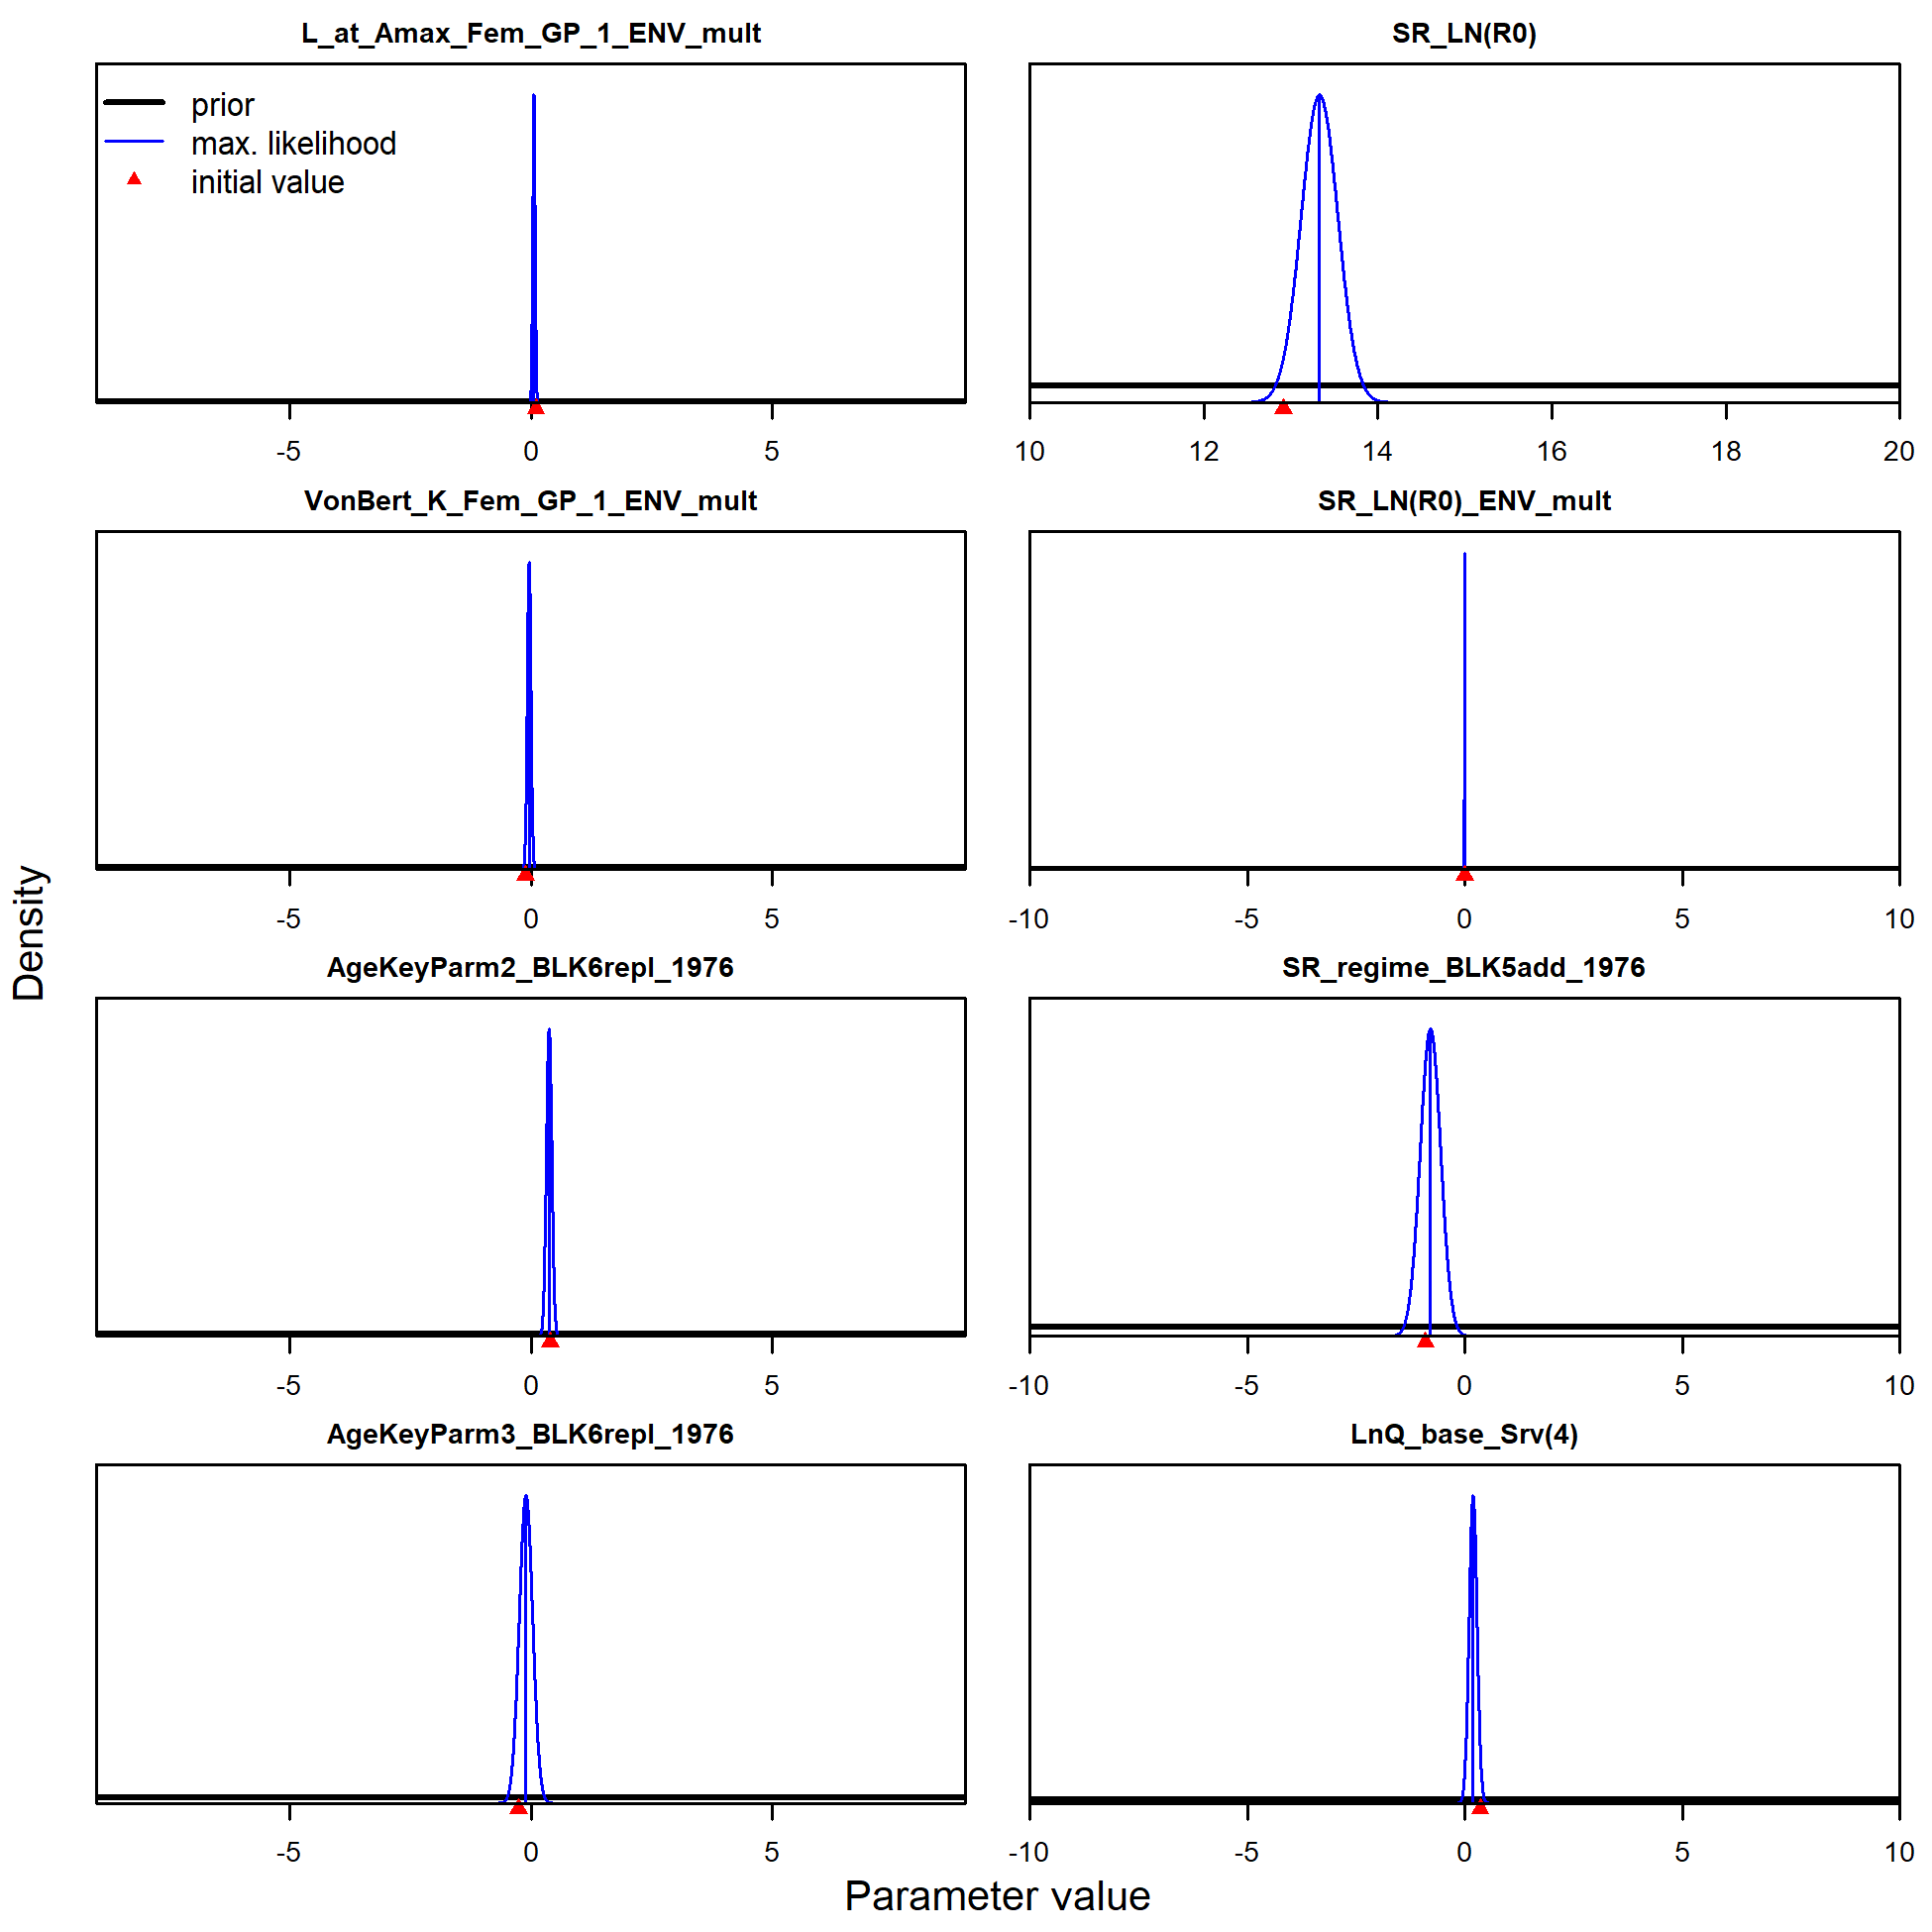 L_at_Amax_Fem_GP_1_ENV_mult
prior
max. likelihood
initial value
-5 0 5
SR_LN(R0)
10 12 14 16 18 20
VonBert_K_Fem_GP_1_ENV_mult
-5 0 5
SR_LN(R0)_ENV_mult
-10 -5 0 5 10
AgeKeyParm2_BLK6repl_1976
-5 0 5
SR_regime_BLK5add_1976
-10 -5 0 5 10
AgeKeyParm3_BLK6repl_1976
-5 0 5
LnQ_base_Srv(4)
-10 -5 0 5 10
Density
Parameter value